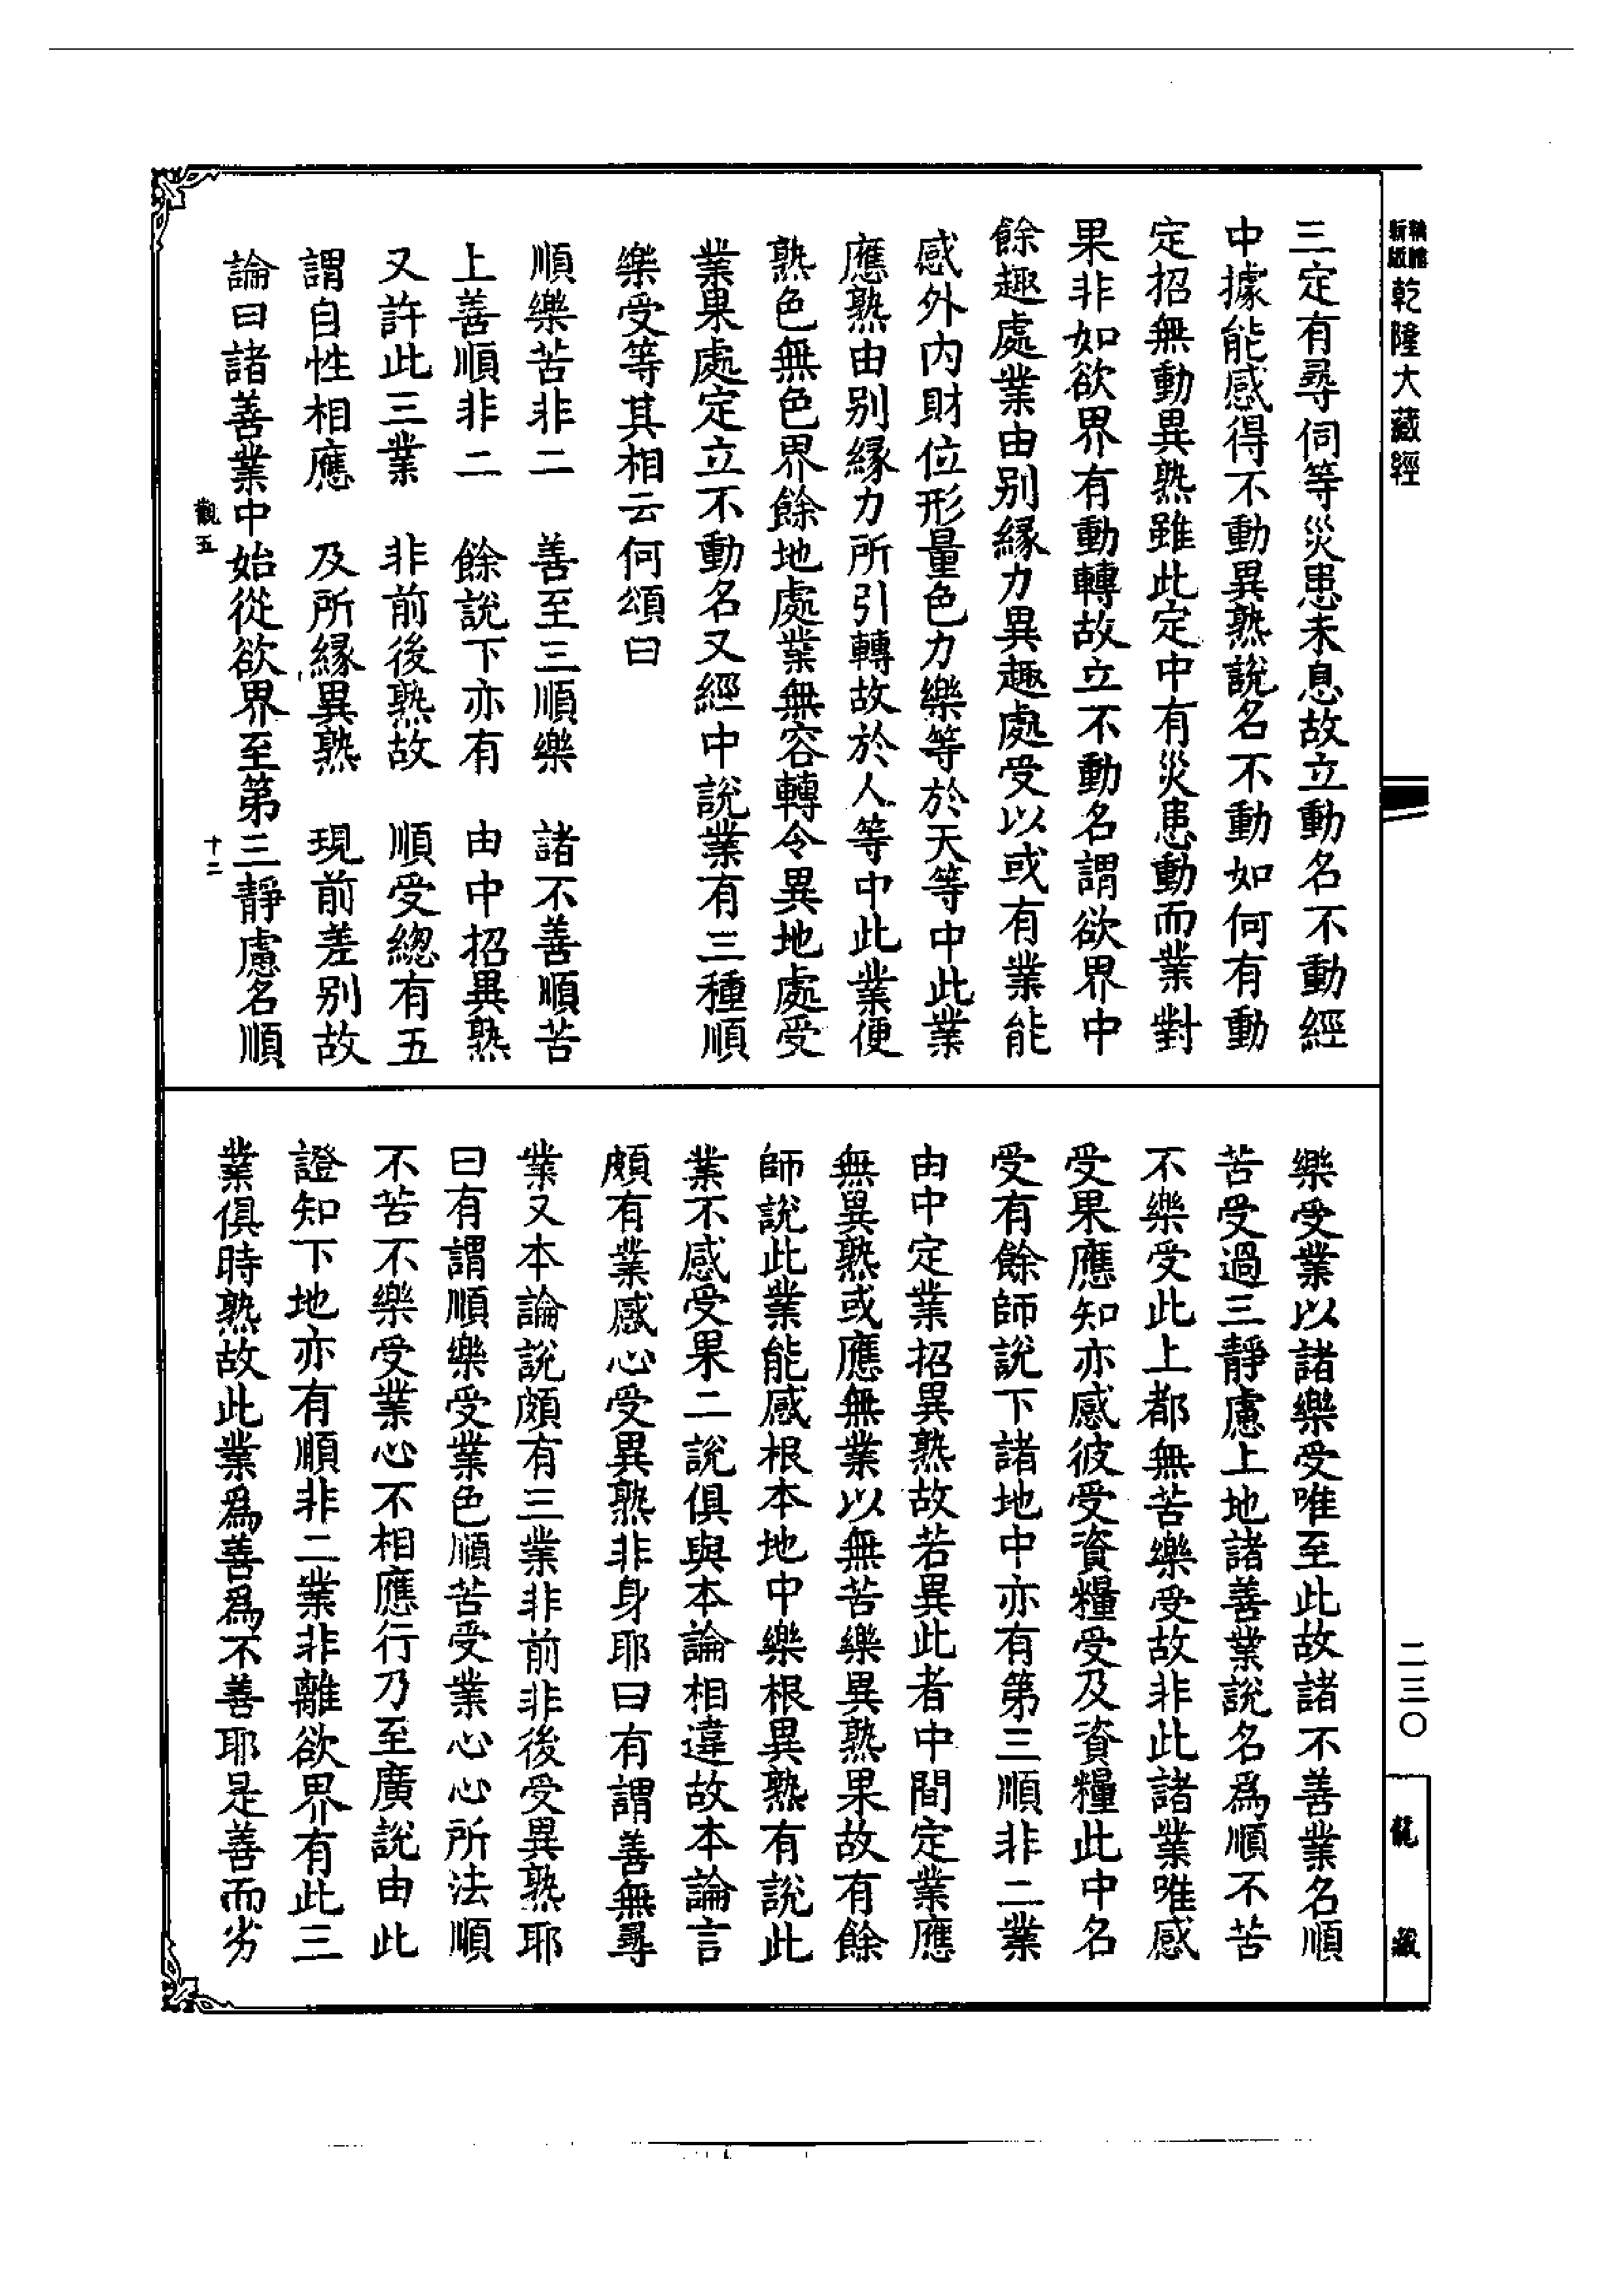 新纂精雕 乾隆大藏經
三定有尋伺等災患未息故立動名不動經
中據能感得不動異熟說名不動如何有動
定招無動異熟雖此定中有災患動而業對
果非如欲界有動轉故立不動名謂欲界中
餘趣處業由別緣力異趣處受以或有業能
感外內財位形量色力樂等於天等中此業
應熟由別緣力所引轉故於人等中此業便
熟色無色界餘地處業無容轉令異地處受
業果處定立不動名又經中說業有三種順
樂受等其相云何頌曰
順樂苦非二 善至三順樂 諸不善順苦
上善順非二 餘說下亦有 由中招異熟
又許此三業 非前後熟故 順受總有五
謂自性相應 及所緣異熟 現前差別故
論曰諸善業中始從欲界至第三靜慮名順
觀五 十二
樂受業以諸樂受唯至此故諸不善業名順
苦受過三靜慮上地諸善業說名爲順不苦
不樂受此上都無苦樂受故非此諸業唯感
受果應知亦感彼受資糧受及資糧此中名
受有餘師說下諸地中亦有第三順非二業
由中定業招異熟故若異此者中間定業應
無異熟或應無業以無苦樂異熟果故有餘
師說此業能感根本地中樂根異熟有說此
業不感受果二說俱與本論相違故本論言
頗有業感心受異熟非身耶曰有謂善無尋
業又本論說頗有三業非前非後受異熟耶
曰有謂順樂受業色順苦受業心心所法順
不苦不樂受業心不相應行乃至廣說由此
證知下地亦有順非二業非離欲界有此三
業俱時熟故此業爲善爲不善耶是善而劣
二三〇
龍藏